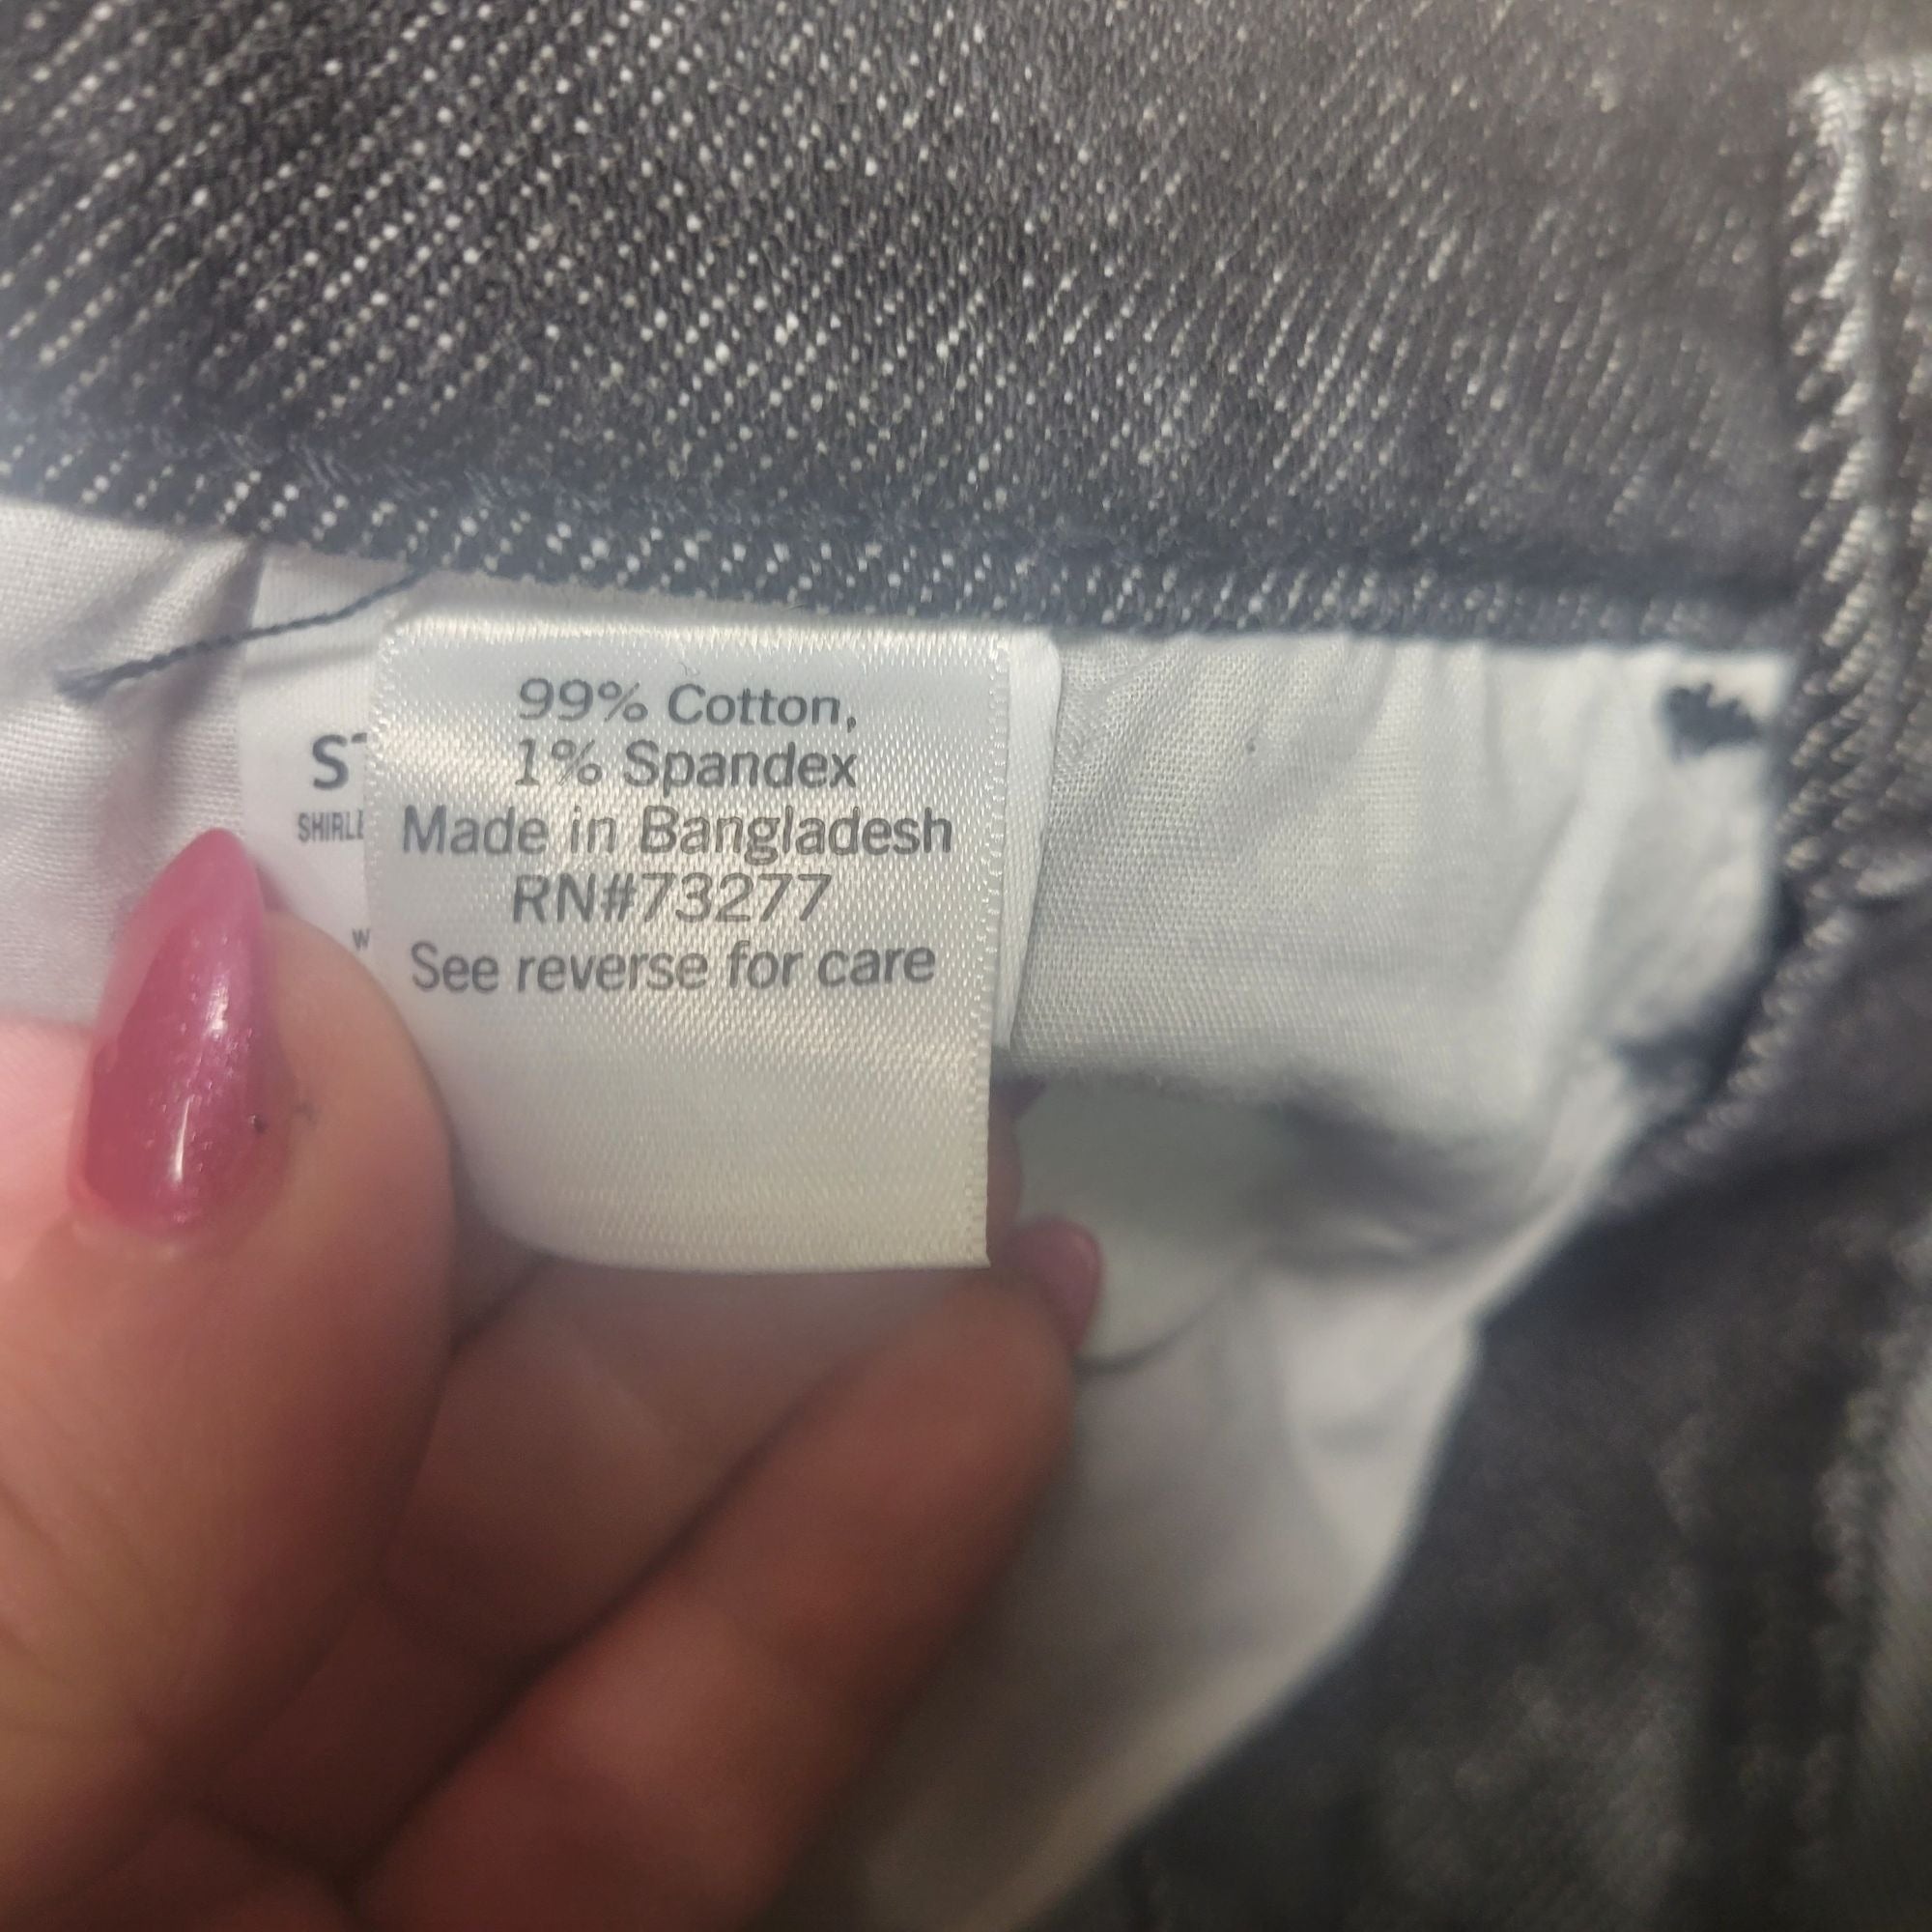 99% Cotton,
1% Spandex
Made in Bangladesh
RN#73277
See reverse for care